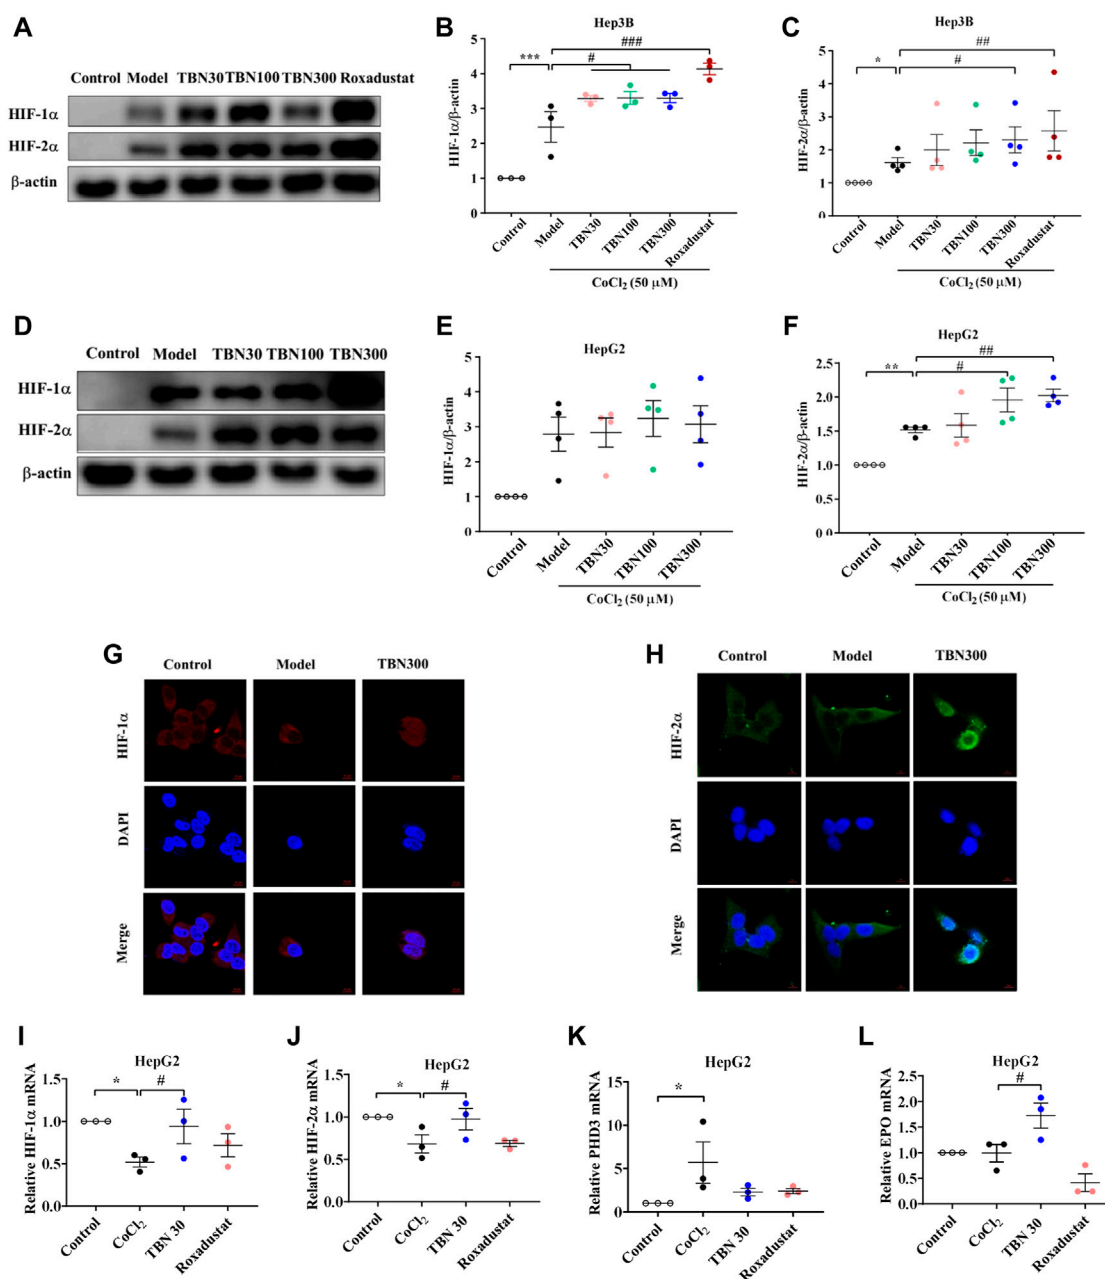 A
Control Model TBN30 TBN100 TBN300 Roxadustat
HIF-1α
HIF-2α
β-actin
B
Hep3B
HIF-1α/β-actin
5
4
3
2
1
0
***
#
###
Control
Model
TBN30
TBN100
TBN300
Roxadustat
CoCl2 (50 μM)
C
Hep3B
HIF-2α/β-actin
5
4
3
2
1
0
*
#
##
Control
Model
TBN30
TBN100
TBN300
Roxadustat
CoCl2 (50 μM)
D
Control Model TBN30 TBN100 TBN300
HIF-1α
HIF-2α
β-actin
E
HepG2
HIF-1α/β-actin
5
4
3
2
1
0
Control
Model
TBN30
TBN100
TBN300
CoCl2 (50 μM)
F
HepG2
HIF-2α/β-actin
2.5
2.0
1.5
1.0
0.5
0.0
**
#
##
Control
Model
TBN30
TBN100
TBN300
CoCl2 (50 μM)
G
Control Model TBN300
HIF-1α
DAPI
Merge
H
Control Model TBN300
HIF-2α
DAPI
Merge
I
HepG2
Relative HIF-1α mRNA
1.5
1.0
0.5
0.0
*
#
Control
CoCl2
TBN 30
Roxadustat
J
HepG2
Relative HIF-2α mRNA
1.5
1.0
0.5
0.0
*
#
Control
CoCl2
TBN 30
Roxadustat
K
HepG2
Relative PHD3 mRNA
15
10
5
0
*
Control
CoCl2
TBN 30
Roxadustat
L
HepG2
Relative EPO mRNA
2.5
2.0
1.5
1.0
0.5
0.0
#
Control
CoCl2
TBN 30
Roxadustat